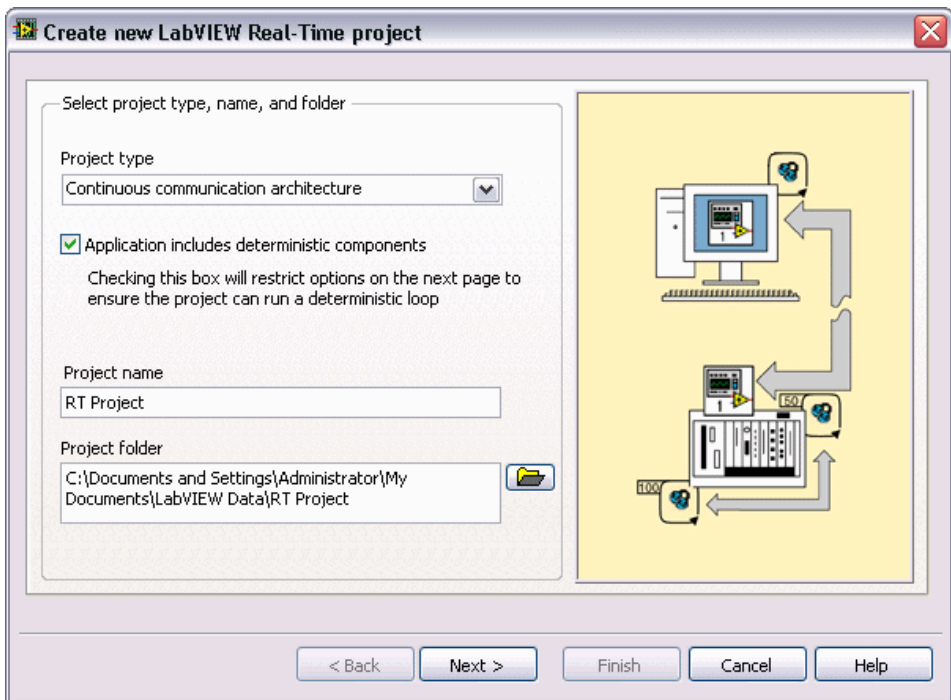 Create new LabVIEW Real-Time project
Select project type, name, and folder
Project type
Continuous communication architecture
Application includes deterministic components
Checking this box will restrict options on the next page to
ensure the project can run a deterministic loop
Project name
RT Project
Project folder
C:\Documents and Settings\Administrator\My
Documents\LabVIEW Data\RT Project
1
1
50
100
< Back
Next >
Finish
Cancel
Help